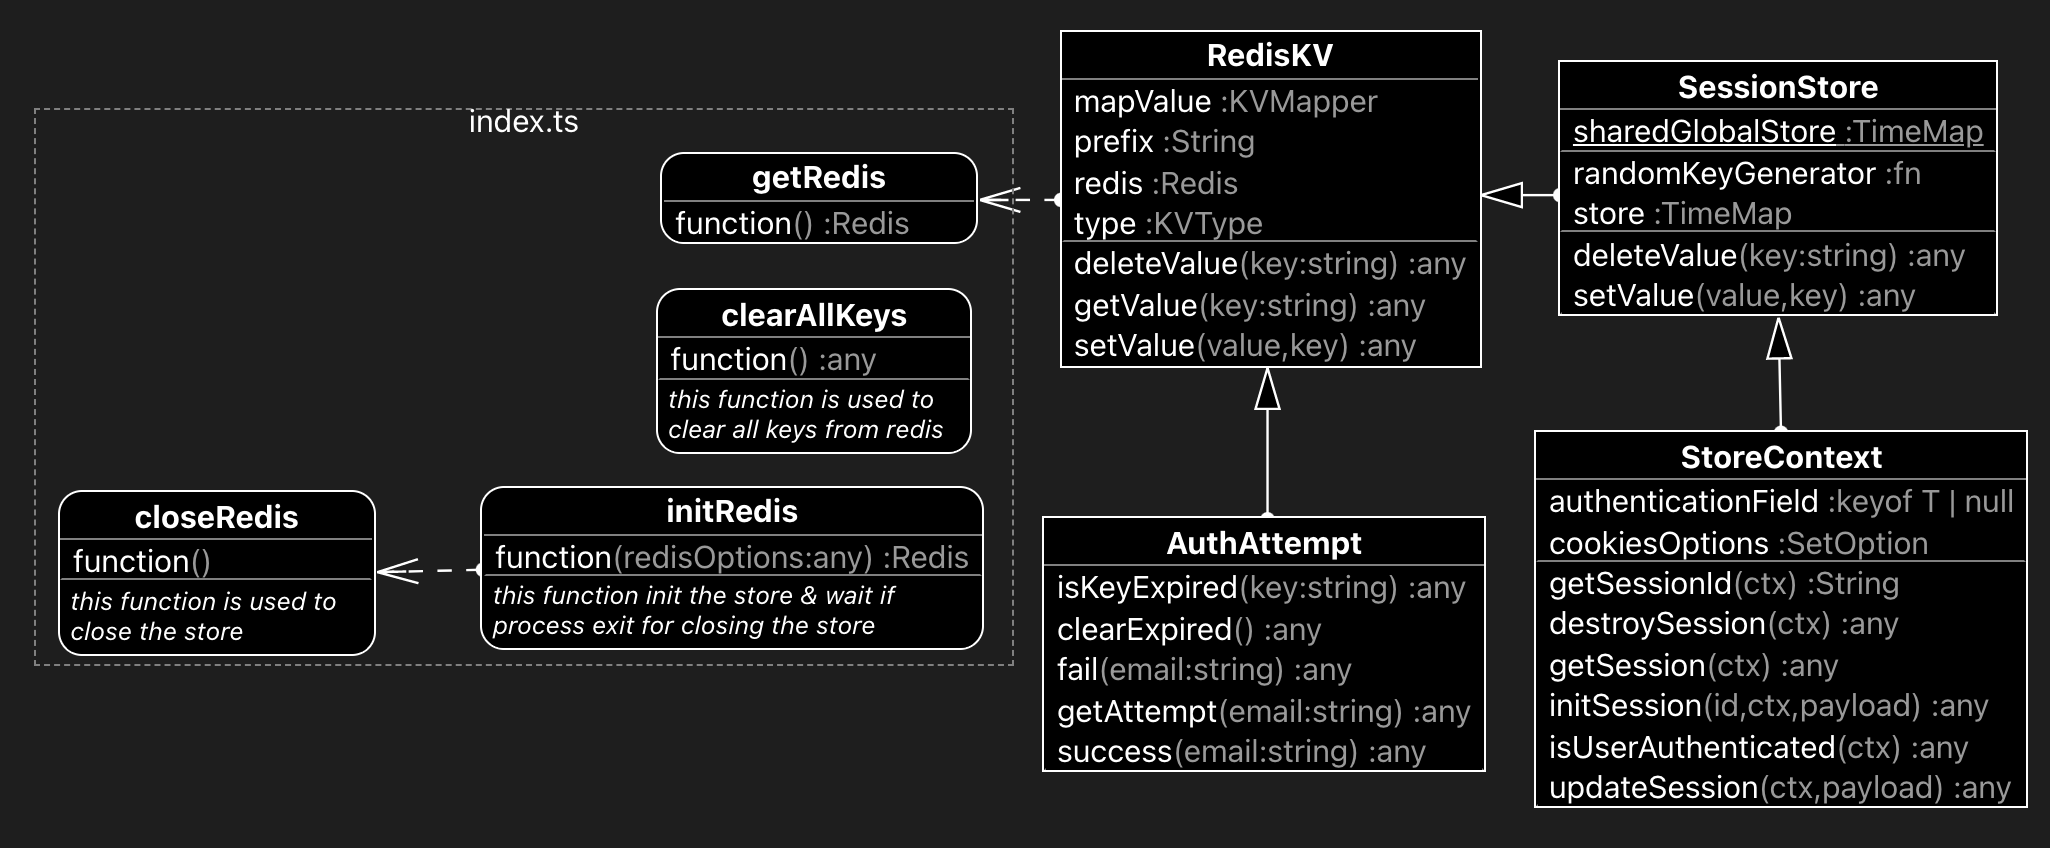 index.ts
getRedis
function() :Redis
clearAllKeys
function() :any
this function is used to
clear all keys from redis
closeRedis
function()
this function is used to
close the store
initRedis
function(redisOptions:any) :Redis
this function init the store & wait if
process exit for closing the store
RedisKV
mapValue :KVMapper
prefix :String
redis :Redis
type :KVType
deleteValue(key:string) :any
getValue(key:string) :any
setValue(value,key) :any
AuthAttempt
isKeyExpired(key:string) :any
clearExpired() :any
fail(email:string) :any
getAttempt(email:string) :any
success(email:string) :any
SessionStore
sharedGlobalStore :TimeMap
randomKeyGenerator :fn
store :TimeMap
deleteValue(key:string) :any
setValue(value,key) :any
StoreContext
authenticationField :keyof T | null
cookiesOptions :SetOption
getSessionId(ctx) :String
destroySession(ctx) :any
getSession(ctx) :any
initSession(id,ctx,payload) :any
isUserAuthenticated(ctx) :any
updateSession(ctx,payload) :any